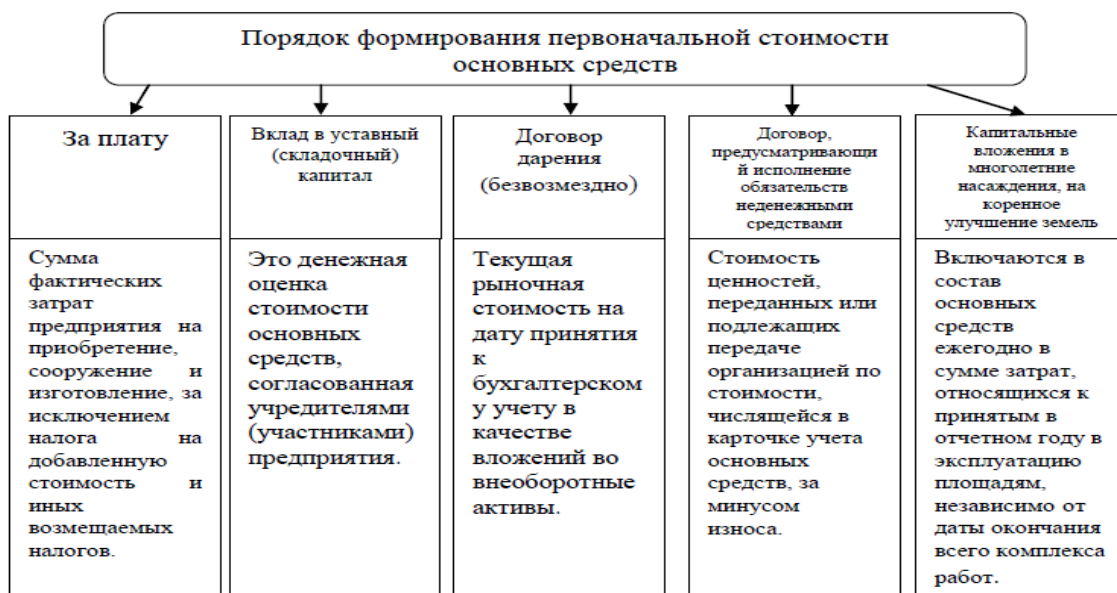 Порядок формирования первоначальной стоимости
основных средств
За плату
Вклад в уставный
(складочный)
капитал
Договор
дарения
(безвозмездно)
Договор,
предусматривающи
й исполнение
обязательств
неденежными
средствами
Капитальные
вложения в
многолетние
насаждения, на
коренное
улучшение земель
Сумма
фактических
затрат
предприятия на
приобретение,
сооружение и
изготовление, за
исключением
налога на
добавленную
стоимость и
иных
возмещаемых
налогов.
Это денежная
оценка
стоимости
основных
средств,
согласованная
учредителями
(участниками)
предприятия.
Текущая
рыночная
стоимость на
дату принятия
к
бухгалтерском
у учету в
качестве
вложений во
внеоборотные
активы.
Стоимость
ценностей,
переданных или
подлежащих
передаче
организацией по
стоимости,
числящейся в
карточке учета
основных
средств, за
минусом
износа.
Включаются в
состав
основных
средств
ежегодно в
сумме затрат,
относящихся к
принятым в
отчетном году в
эксплуатацию
площадям,
независимо от
даты окончания
всего комплекса
работ.